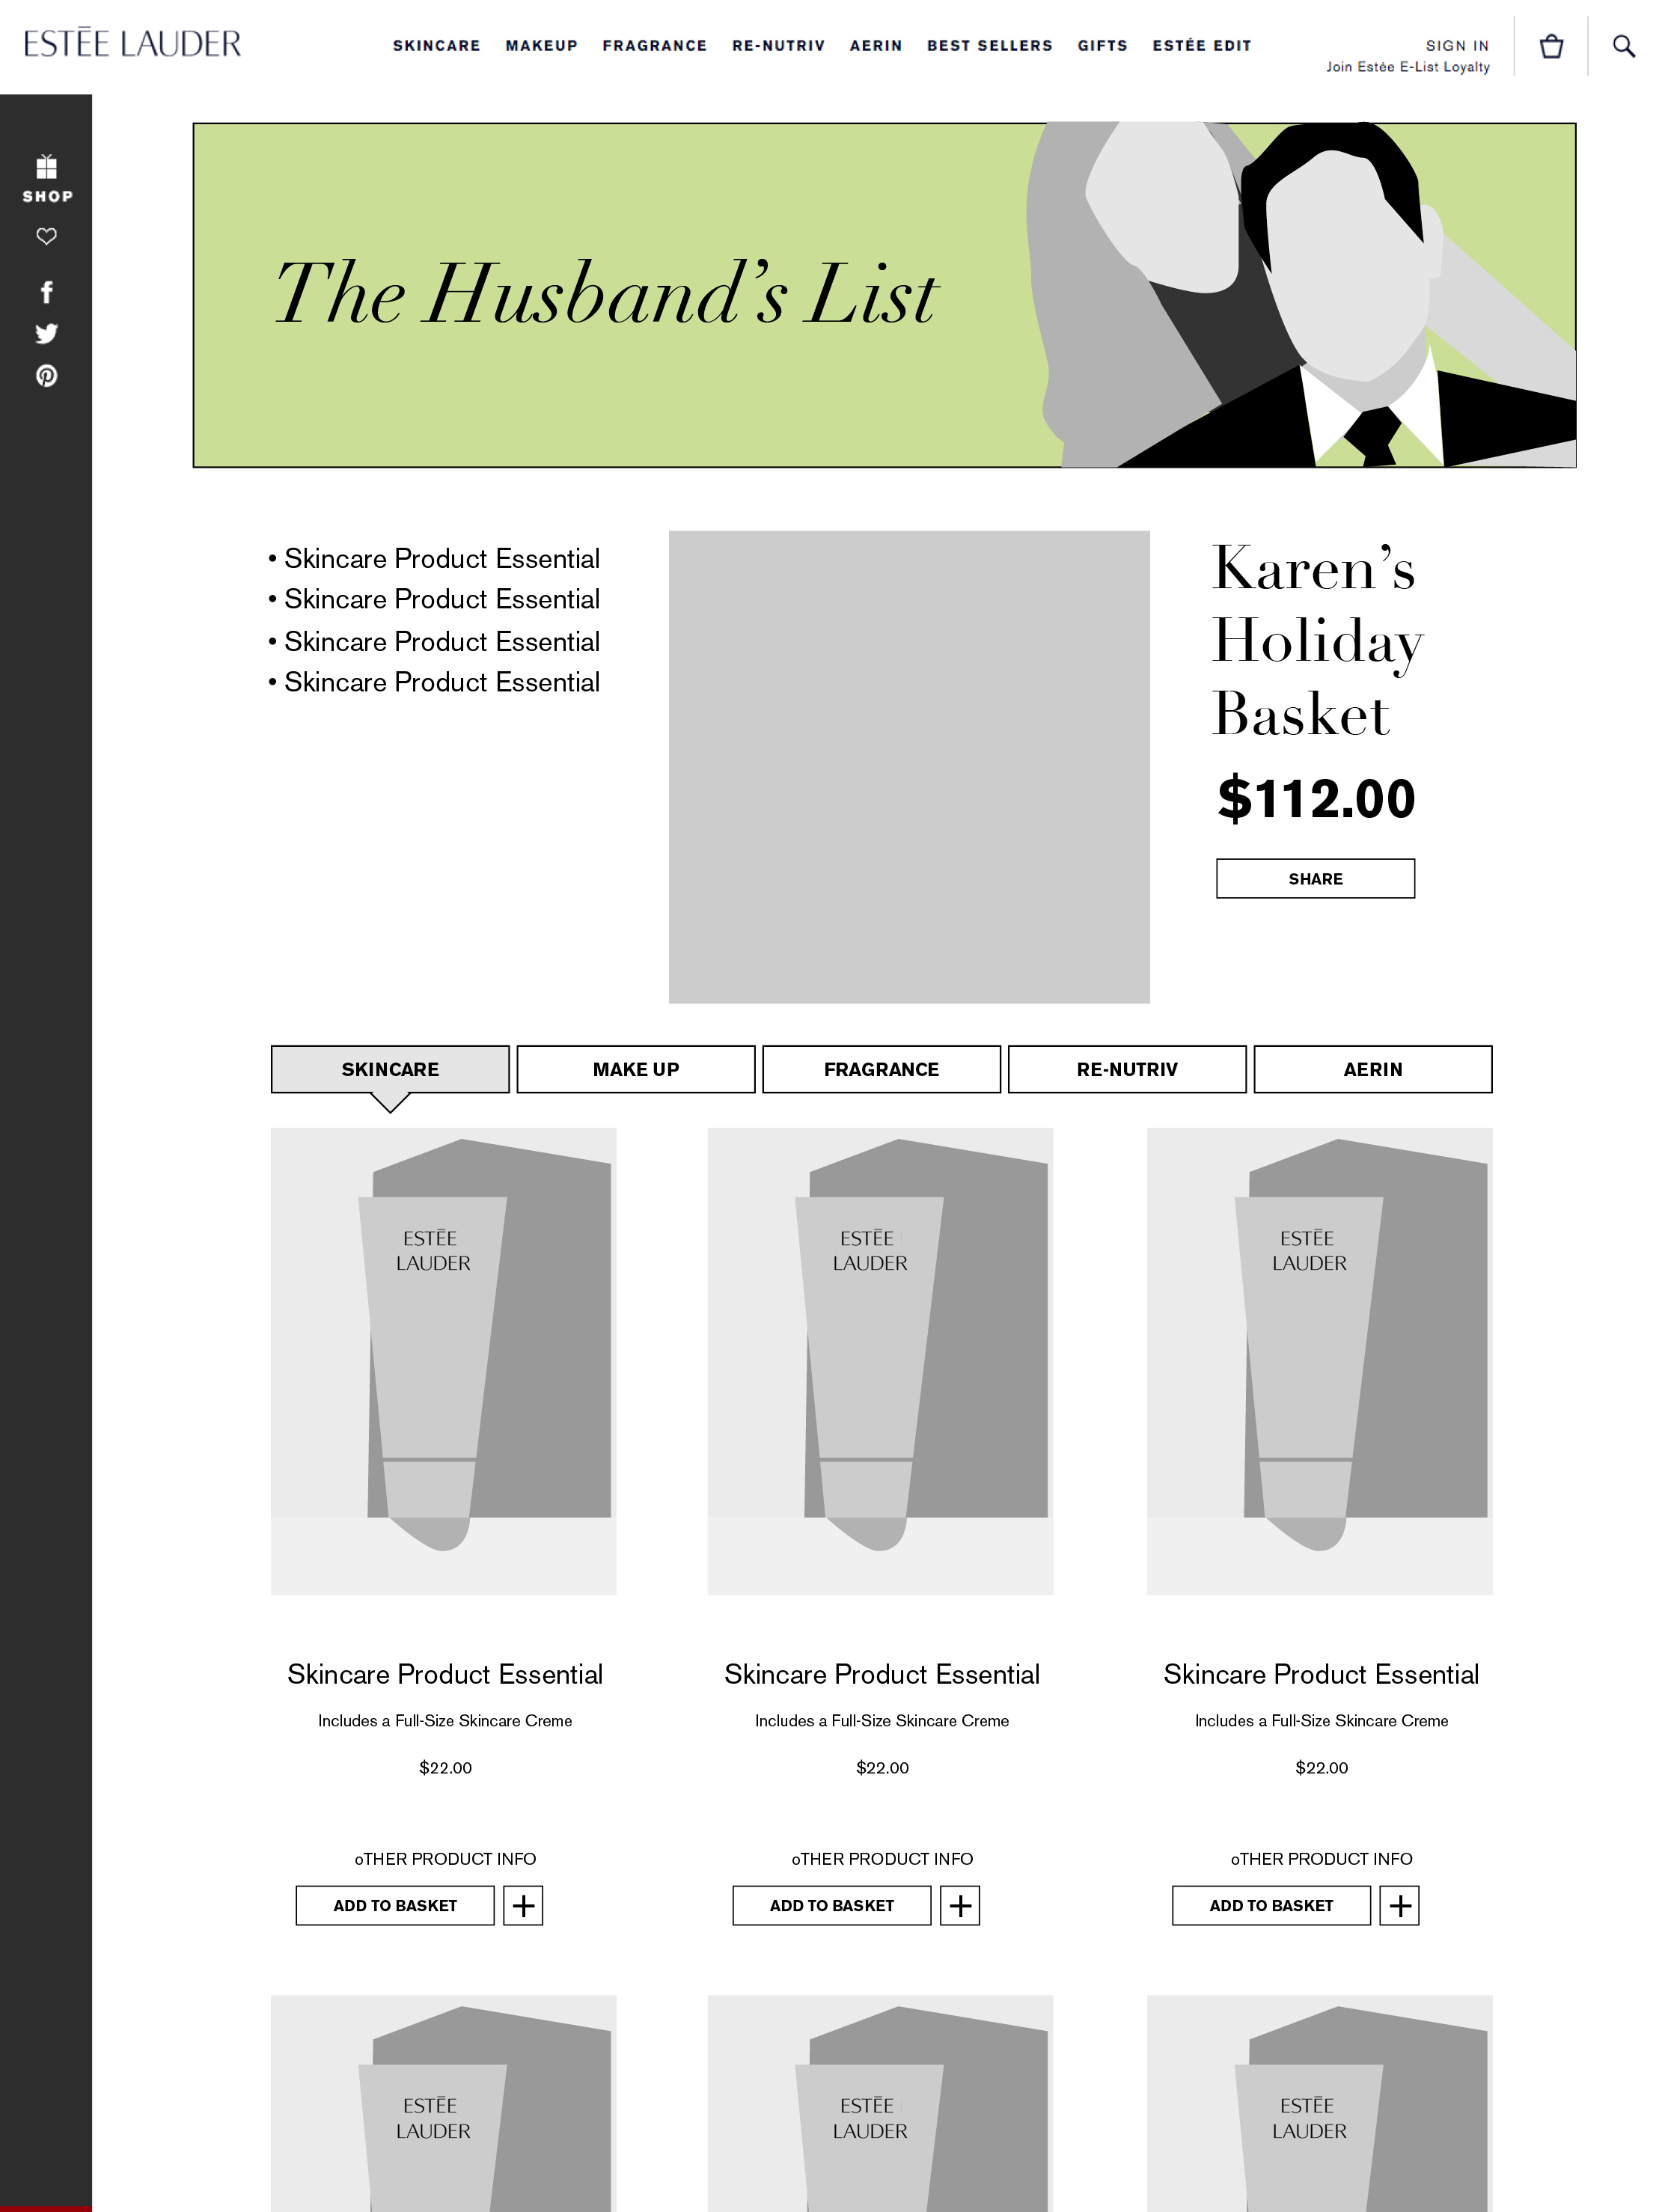 ESTĒE LAUDER
SKINCARE MAKEUP FRAGRANCE RE-NUTRIV AERIN BEST SELLERS GIFTS ESTÉE EDIT
SIGN IN
Join Estée E-List Loyalty
SHOP
The Husband’s List
• Skincare Product Essential
• Skincare Product Essential
• Skincare Product Essential
• Skincare Product Essential
Karen’s
Holiday
Basket
$112.00
SHARE
SKINCARE MAKE UP FRAGRANCE RE-NUTRIV AERIN
ESTĒE
LAUDER
ESTĒE
LAUDER
ESTĒE
LAUDER
Skincare Product Essential
Includes a Full-Size Skincare Creme
$22.00
oTHER PRODUCT INFO
ADD TO BASKET +
Skincare Product Essential
Includes a Full-Size Skincare Creme
$22.00
oTHER PRODUCT INFO
ADD TO BASKET +
Skincare Product Essential
Includes a Full-Size Skincare Creme
$22.00
oTHER PRODUCT INFO
ADD TO BASKET +
ESTĒE
LAUDER
ESTĒE
LAUDER
ESTĒE
LAUDER